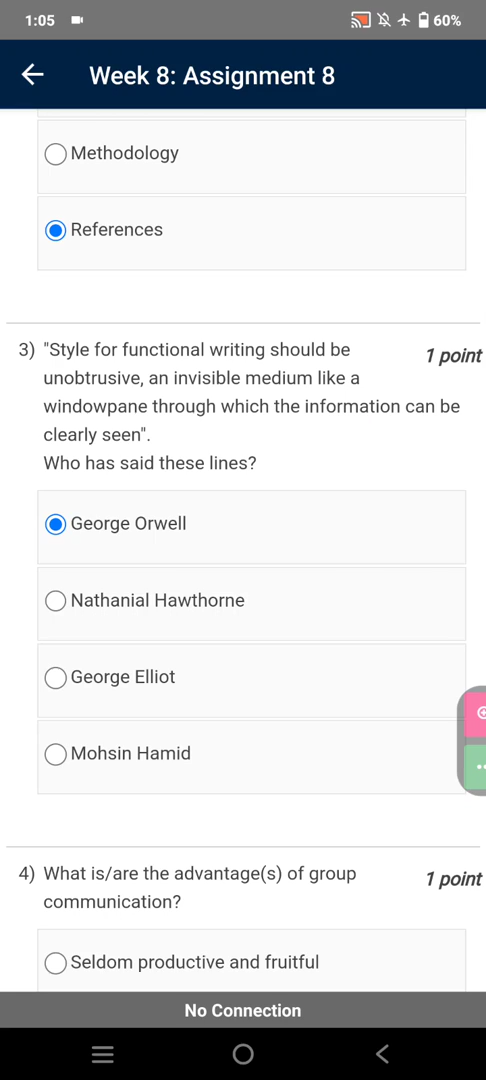 1:05
60%
Week 8: Assignment 8
Methodology
References
3) "Style for functional writing should be
1 point
unobtrusive, an invisible medium like a
windowpane through which the information can be
clearly seen".
Who has said these lines?
George Orwell
Nathanial Hawthorne
George Elliot
Mohsin Hamid
4) What is/are the advantage(s) of group
1 point
communication?
Seldom productive and fruitful
No Connection